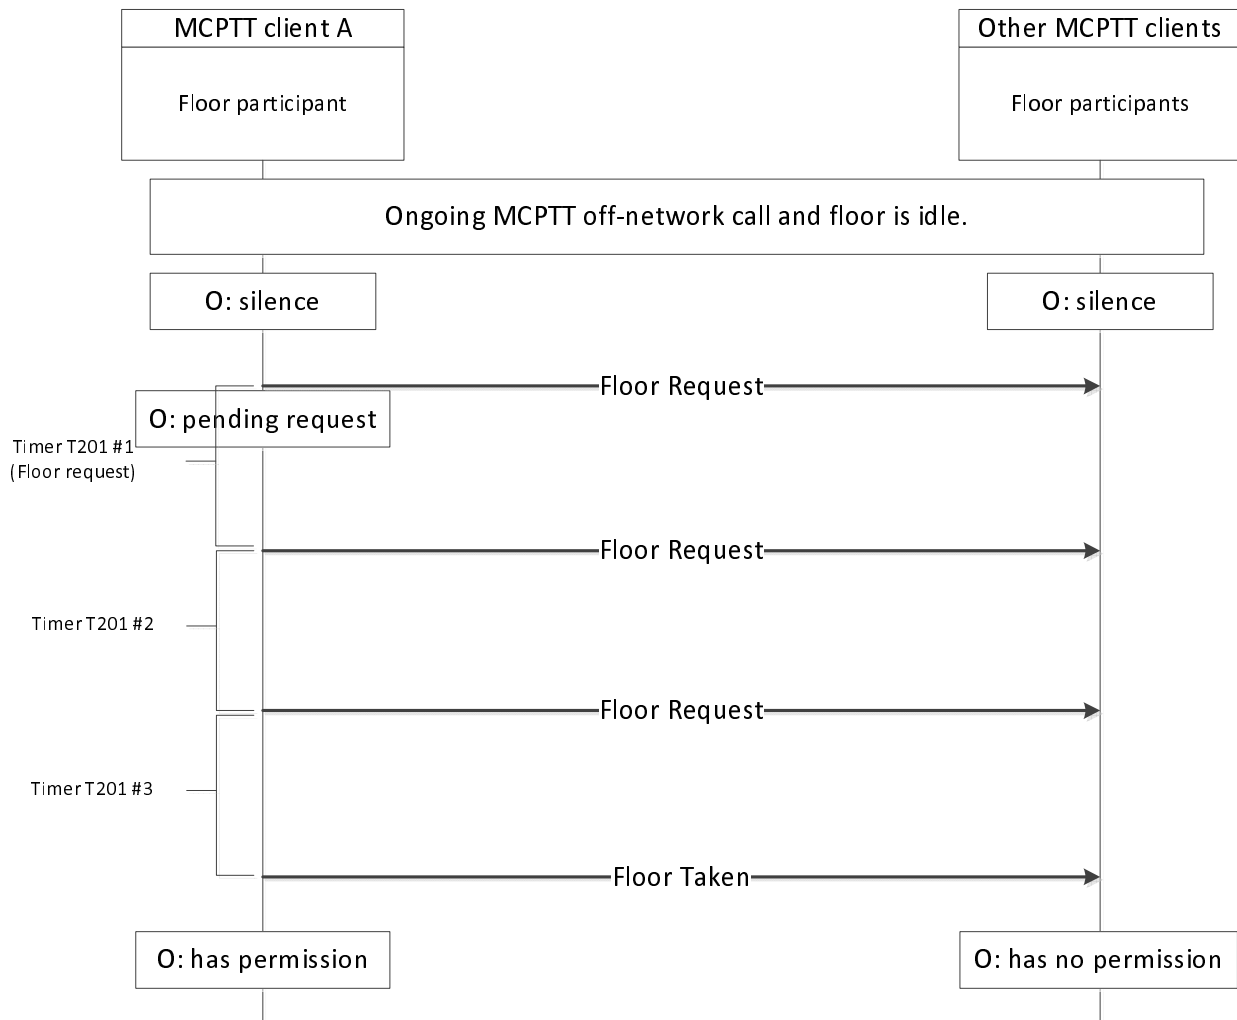 MCPTT client A
Other MCPTT clients
Floor participant
Floor participants
Ongoing MCPTT off-network call and floor is idle.
O: silence
O: silence
Floor Request
O: pending request
Timer T201 #1
(Floor request)
Floor Request
Timer T201 #2
Floor Request
Timer T201 #3
Floor Taken
O: has permission
O: has no permission